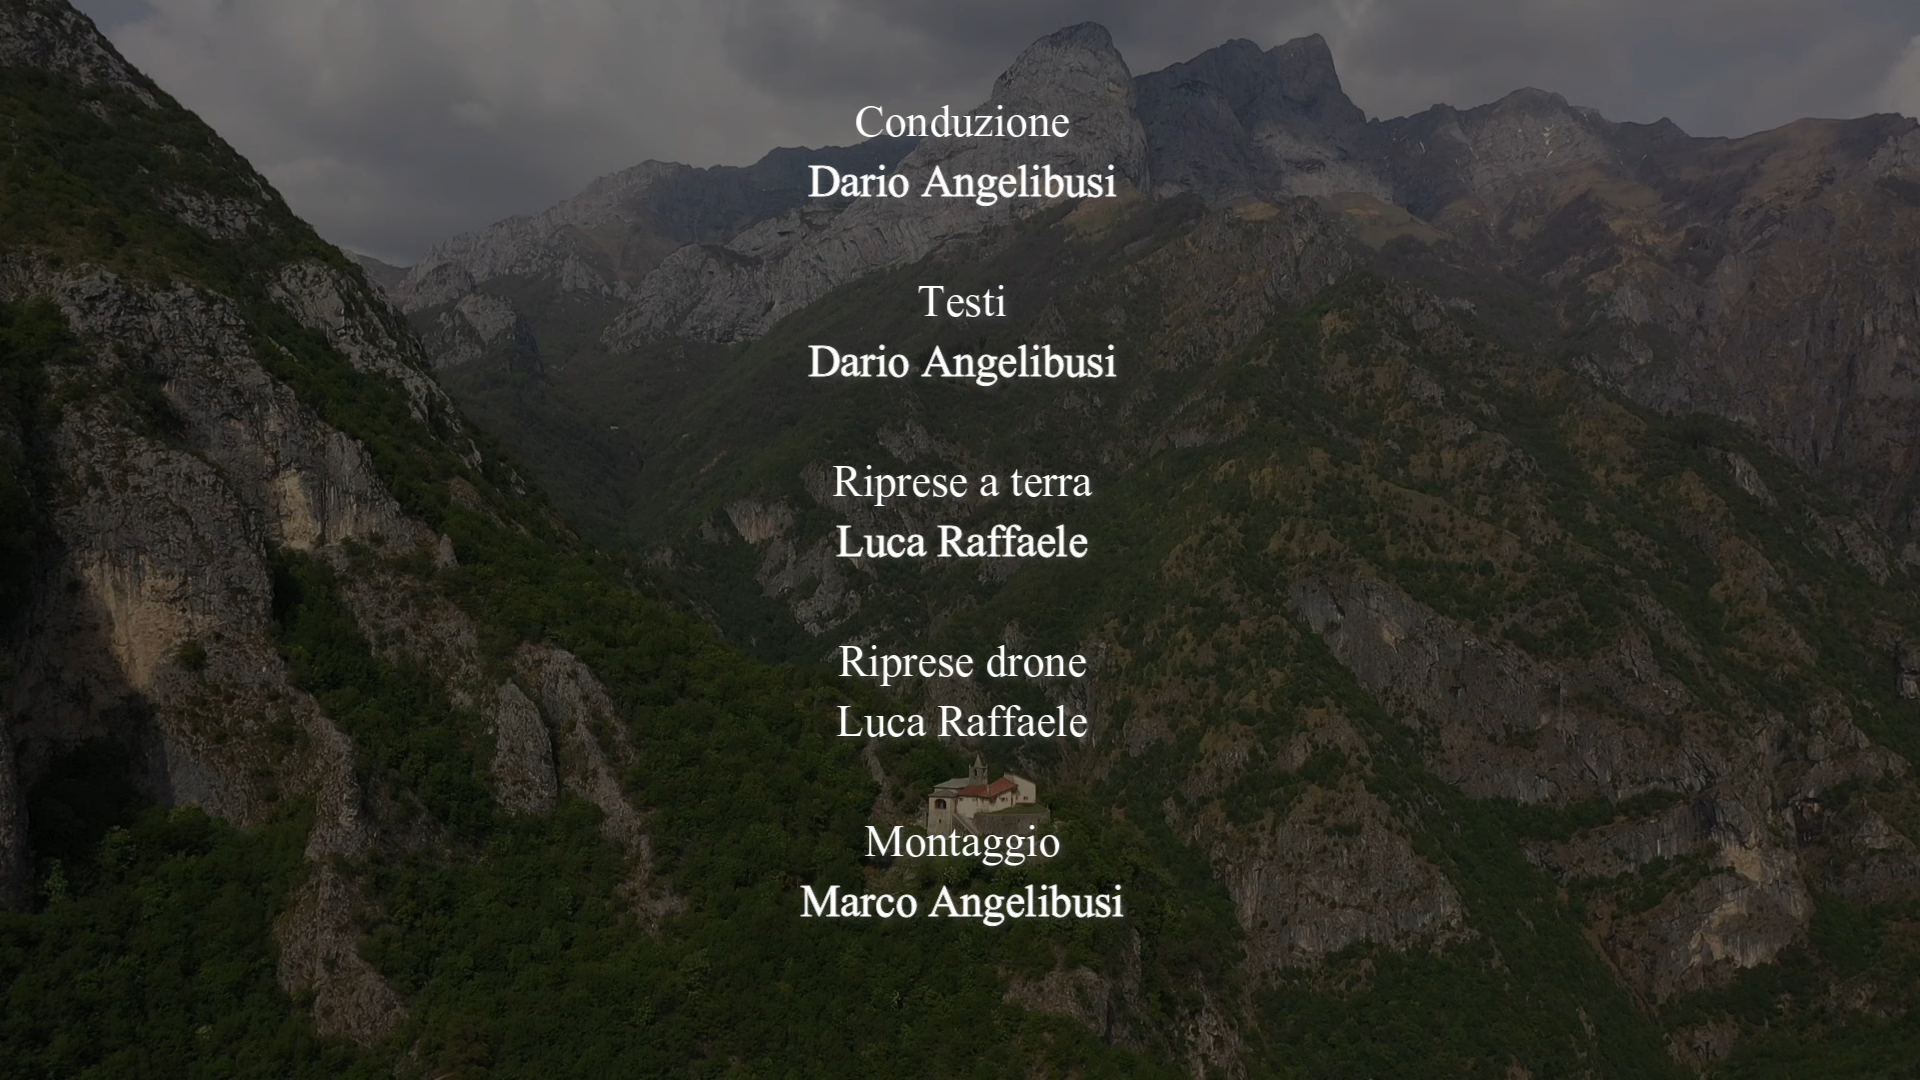 Conduzione
Dario Angelibusi
Testi
Dario Angelibusi
Riprese a terra
Luca Raffaele
Riprese drone
Luca Raffaele
Montaggio
Marco Angelibusi